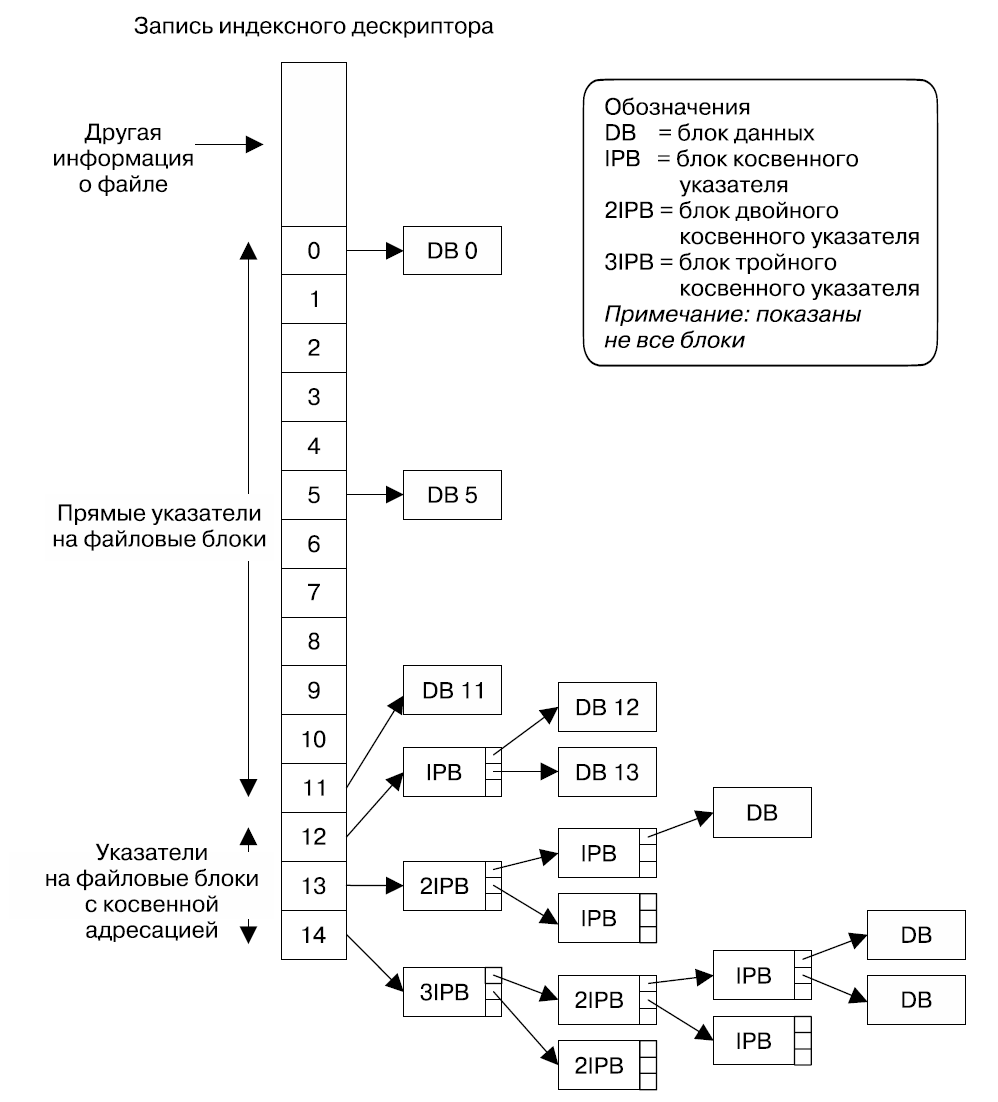 Запись индексного дескриптора
Другая
информация
о файле
Обозначения
DB = блок данных
IPB = блок косвенного
указателя
2IPB = блок двойного
косвенного указателя
3IPB = блок тройного
косвенного указателя
Примечание: показаны
не все блоки
0
DB 0
1
2
3
4
5
DB 5
Прямые указатели
на файловые блоки
6
7
8
9
DB 11
10
DB 12
11
IPB
DB 13
12
DB
Указатели
на файловые блоки
с косвенной
адресацией
13
2IPB
IPB
IPB
14
DB
3IPB
2IPB
IPB
DB
2IPB
IPB